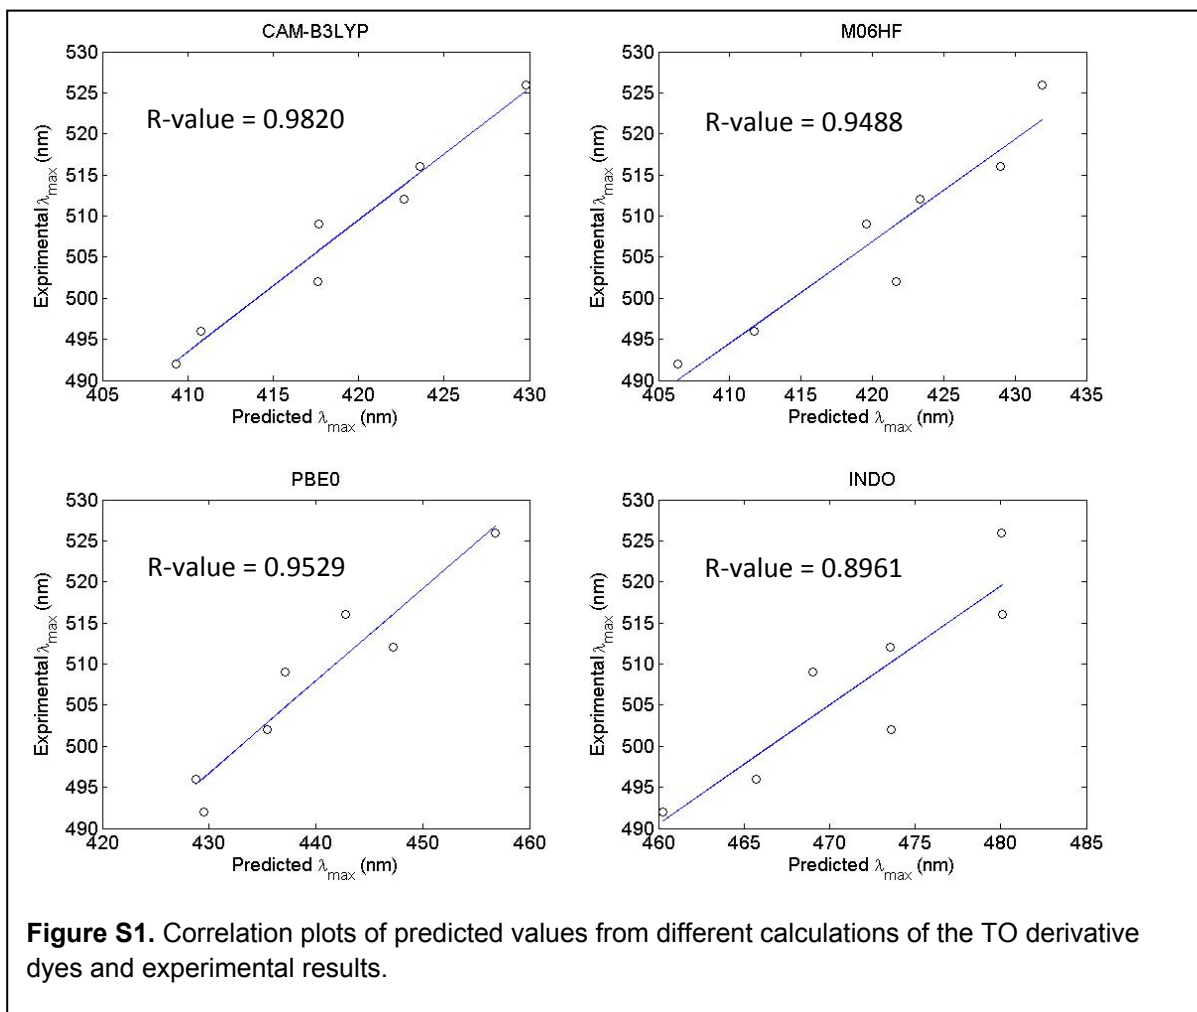 CAM-B3LYP
R-value = 0.9820
Exprimental λmax (nm)
530
525
520
515
510
505
500
495
490
405 410 415 420 425 430
Predicted λmax (nm)
M06HF
R-value = 0.9488
Exprimental λmax (nm)
530
525
520
515
510
505
500
495
490
405 410 415 420 425 430 435
Predicted λmax (nm)
PBE0
R-value = 0.9529
Exprimental λmax (nm)
530
525
520
515
510
505
500
495
490
420 430 440 450 460
Predicted λmax (nm)
INDO
R-value = 0.8961
Exprimental λmax (nm)
530
525
520
515
510
505
500
495
490
460 465 470 475 480 485
Predicted λmax (nm)
Figure S1. Correlation plots of predicted values from different calculations of the TO derivative
dyes and experimental results.